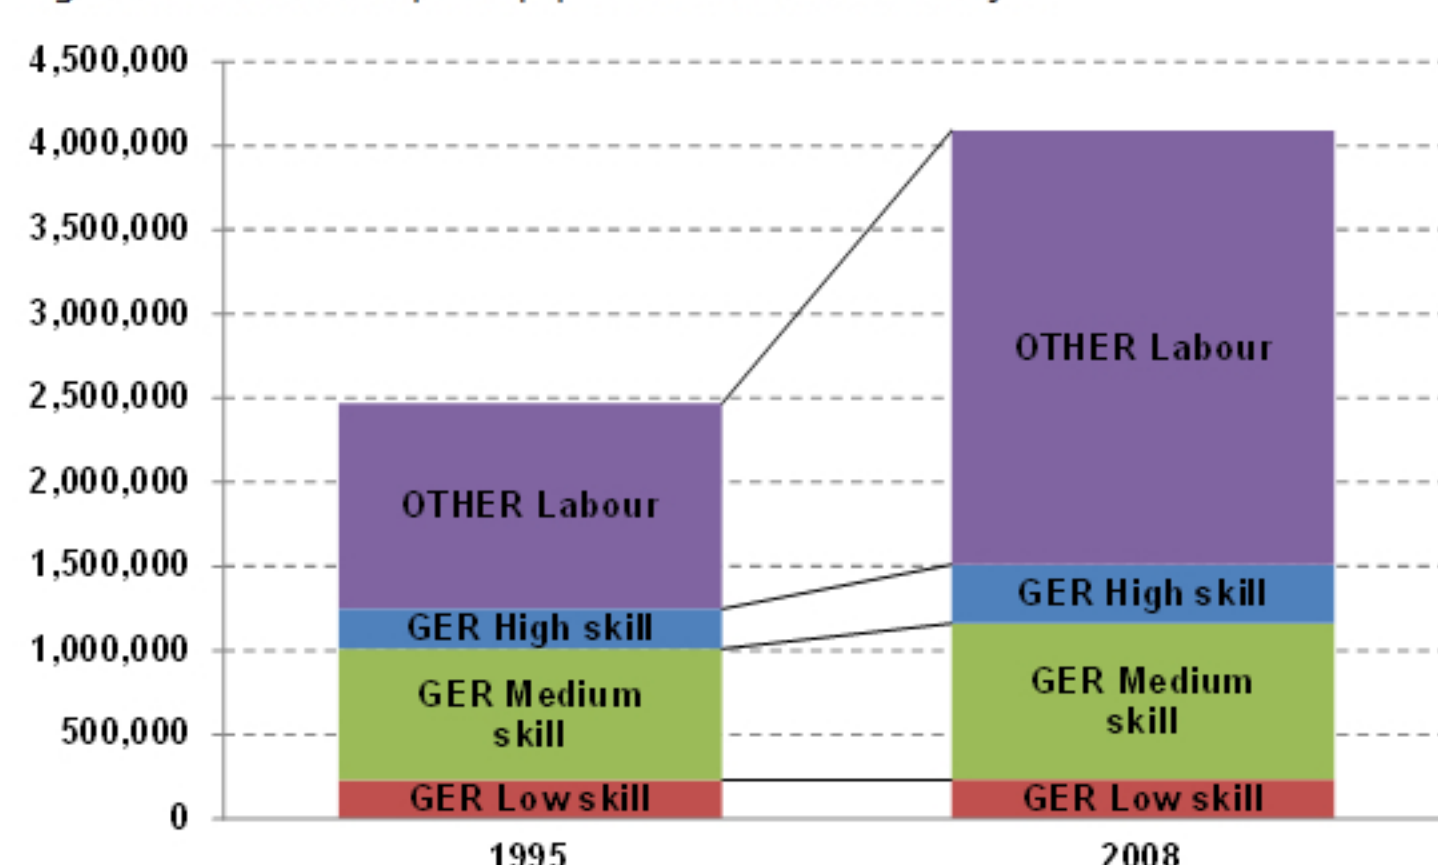 4,500,000
4,000,000
3,500,000
3,000,000
2,500,000
2,000,000
1,500,000
1,000,000
500,000
0
OTHER Labour
GER High skill
GER Medium
skill
GER Low skill
OTHER Labour
GER High skill
GER Medium
skill
GER Low skill
1995
2008